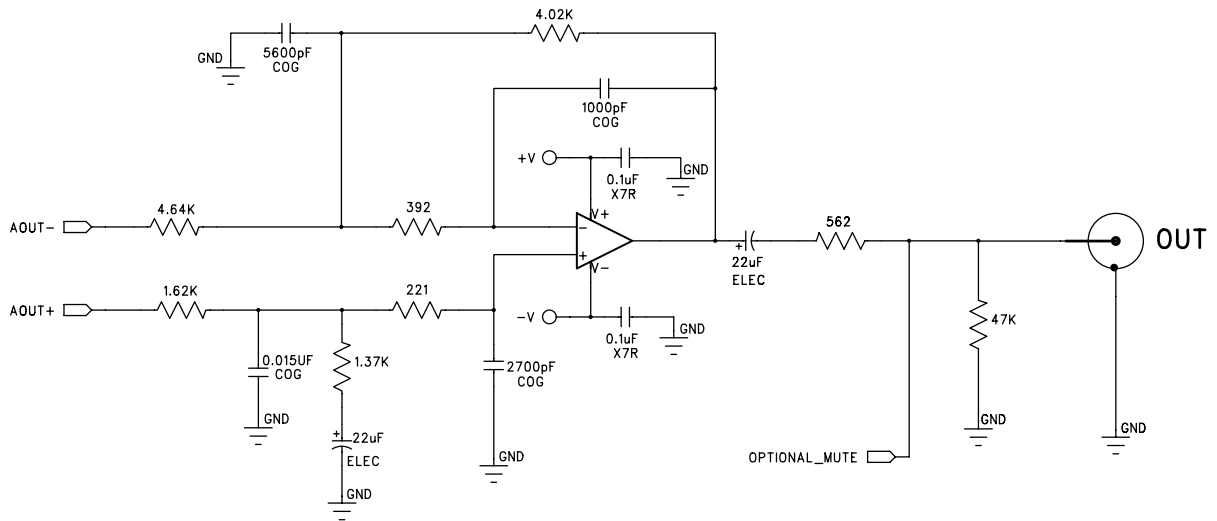 4.02K
GND
5600pF
COG
1000pF
COG
+V
GND
0.1uF
X7R
4.64K
392
V+
AOUT-
-
562
OUT
+
+
22uF
ELEC
V-
1.62K
221
AOUT+
-V
GND
47K
0.1uF
X7R
0.015UF
COG
1.37K
2700pF
COG
GND
GND
GND
+
22uF
ELEC
GND
OPTIONAL_MUTE
GND